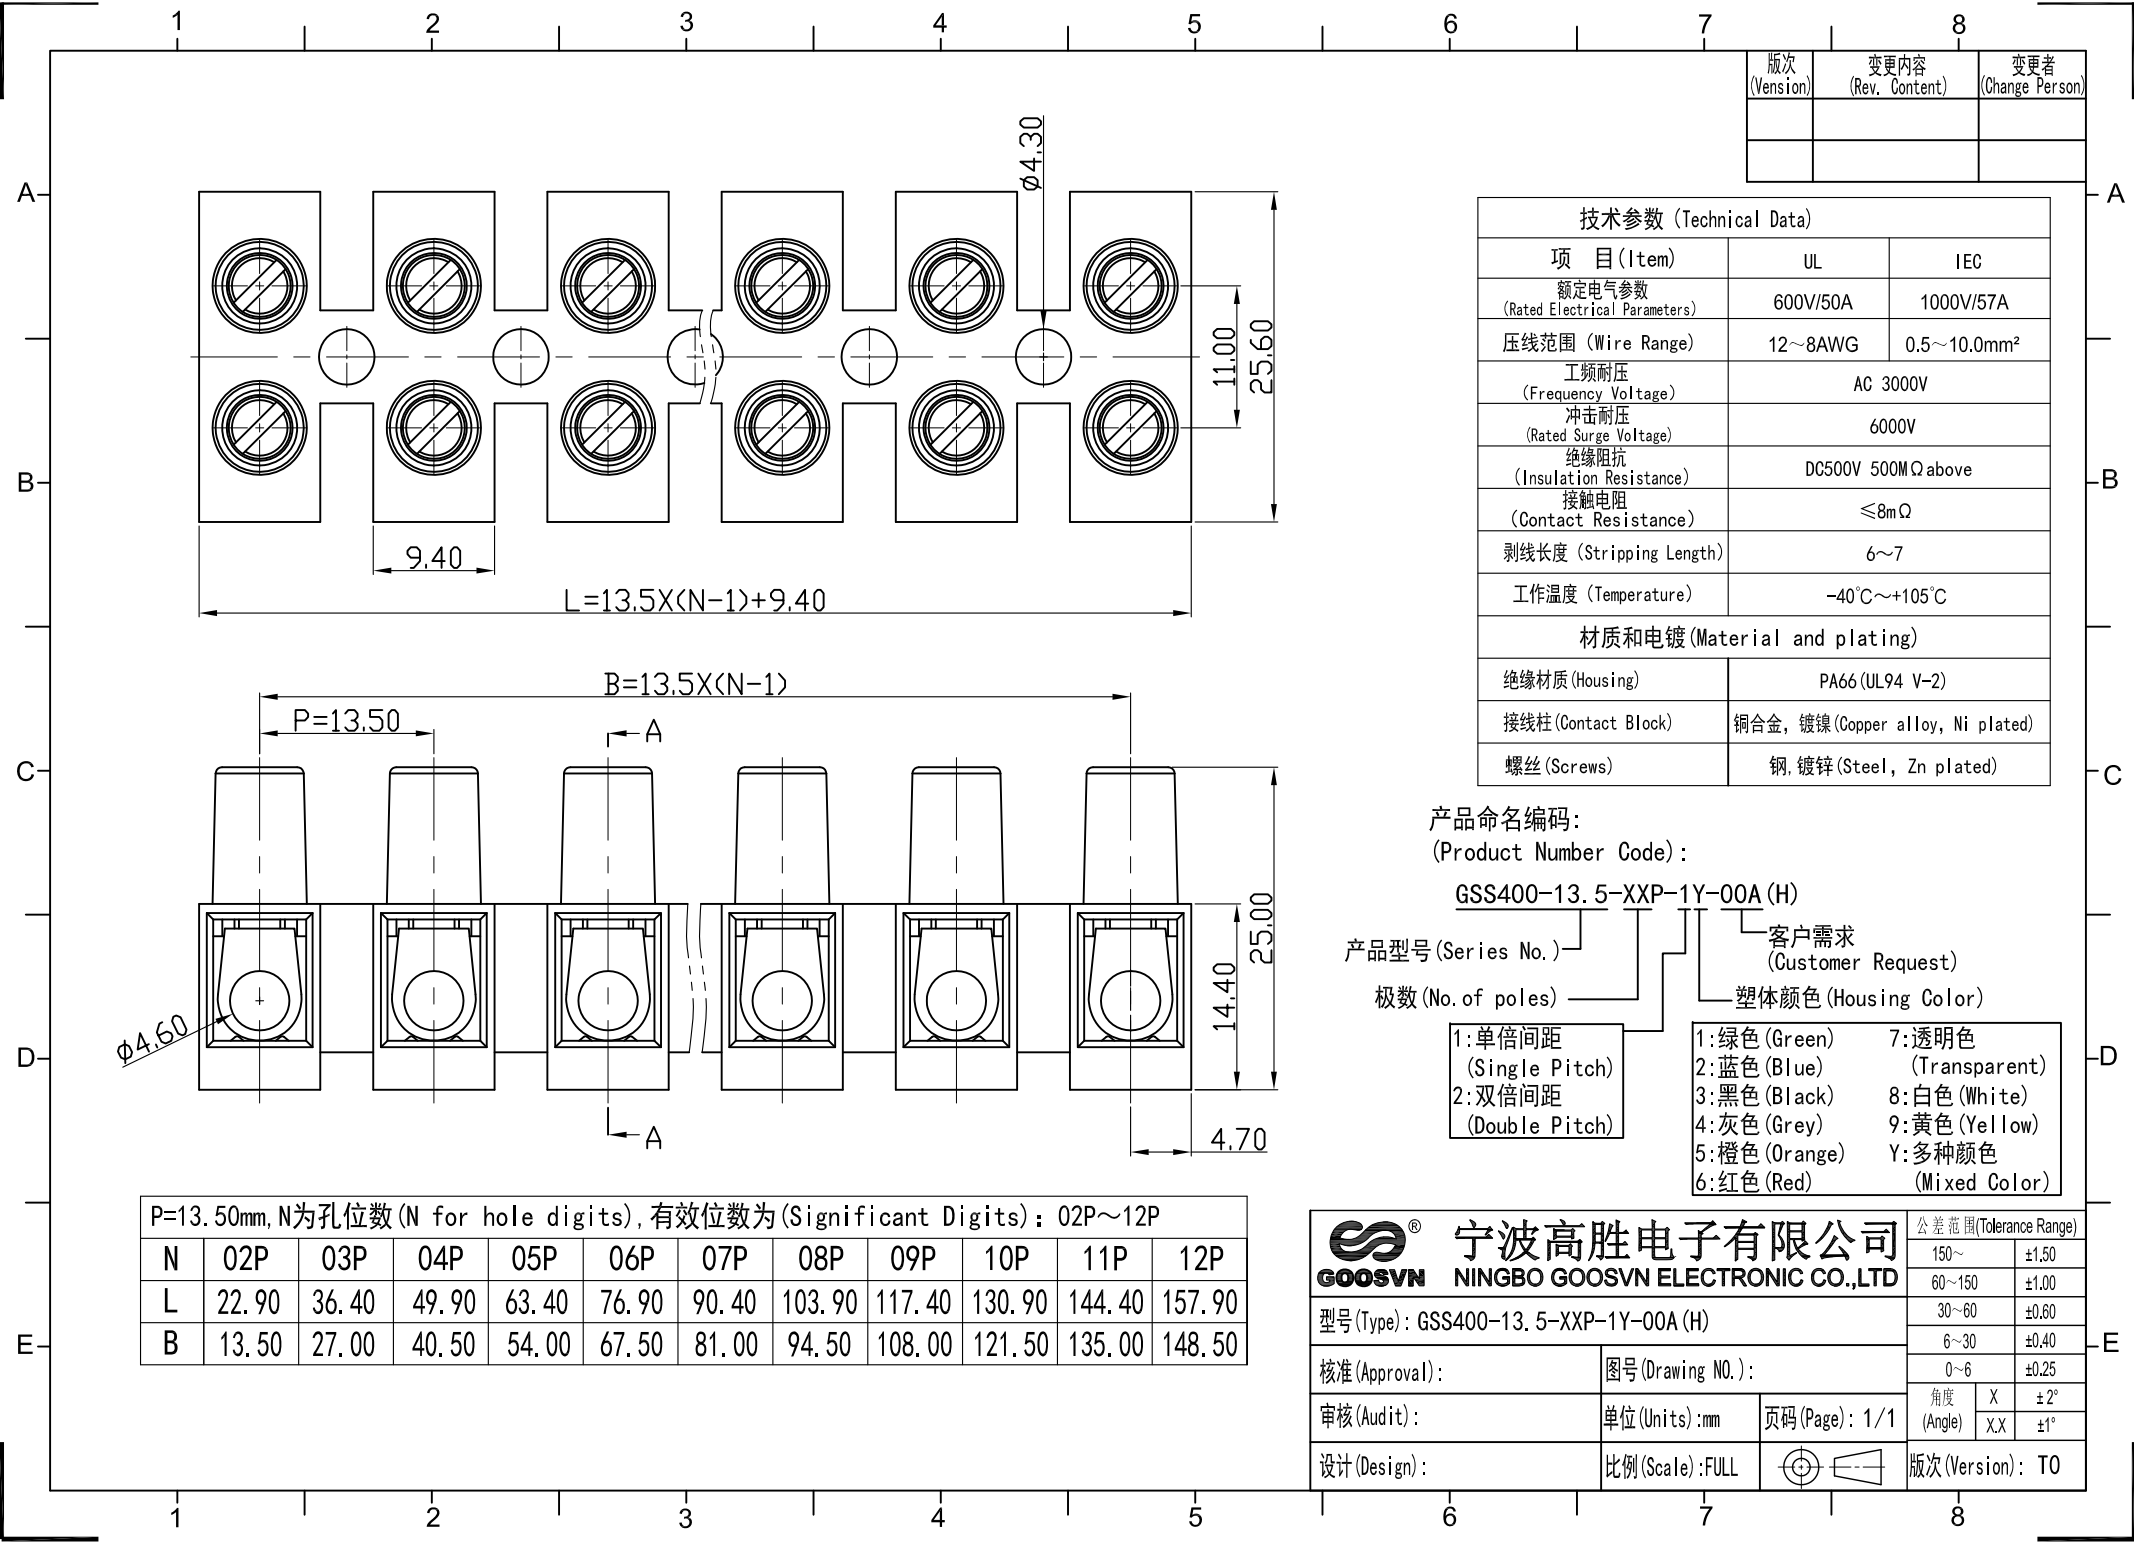 1 2 3 4 5 6 7 8
版次 (Vension) 变更内容 (Rev. Content) 变更者 (Change Person)
A A
B B
C C
D D
E E
ø4.30
11.00
25.60
9.40
L=13.5X(N-1)+9.40
B=13.5X(N-1)
P=13.50
A
A
ø4.60
14.40
25.00
4.70
技术参数 (Technical Data)
项 目(Item) UL IEC
额定电气参数 (Rated Electrical Parameters) 600V/50A 1000V/57A
压线范围 (Wire Range) 12～8AWG 0.5～10.0mm²
工频耐压 (Frequency Voltage) AC 3000V
冲击耐压 (Rated Surge Voltage) 6000V
绝缘阻抗 (Insulation Resistance) DC500V 500MΩabove
接触电阻 (Contact Resistance) ≤8mΩ
剥线长度 (Stripping Length) 6～7
工作温度 (Temperature) -40℃～+105℃
材质和电镀(Material and plating)
绝缘材质(Housing) PA66(UL94 V-2)
接线柱(Contact Block) 铜合金, 镀镍(Copper alloy, Ni plated)
螺丝(Screws) 钢,镀锌(Steel, Zn plated)
产品命名编码:
(Product Number Code):
GSS400-13.5-XXP-1Y-00A(H)
产品型号(Series No.)
客户需求
(Customer Request)
极数(No.of poles)
塑体颜色(Housing Color)
1:单倍间距
(Single Pitch)
2:双倍间距
(Double Pitch)
1:绿色(Green) 7:透明色
2:蓝色(Blue) (Transparent)
3:黑色(Black) 8:白色(White)
4:灰色(Grey) 9:黄色(Yellow)
5:橙色(Orange) Y:多种颜色
6:红色(Red) (Mixed Color)
P=13.50mm,N为孔位数(N for hole digits),有效位数为(Significant Digits): 02P～12P
N 02P 03P 04P 05P 06P 07P 08P 09P 10P 11P 12P
L 22.90 36.40 49.90 63.40 76.90 90.40 103.90 117.40 130.90 144.40 157.90
B 13.50 27.00 40.50 54.00 67.50 81.00 94.50 108.00 121.50 135.00 148.50
GOOSVN ®
宁波高胜电子有限公司
NINGBO GOOSVN ELECTRONIC CO.,LTD
公差范围(Tolerance Range)
150～ ±1.50
60～150 ±1.00
30～60 ±0.60
6～30 ±0.40
0～6 ±0.25
角度 (Angle) X ±2°
X.X ±1°
型号(Type): GSS400-13.5-XXP-1Y-00A(H)
核准(Approval): 图号(Drawing NO.):
审核(Audit): 单位(Units):mm 页码(Page): 1/1
设计(Design): 比例(Scale):FULL 版次(Version): T0
1 2 3 4 5 6 7 8